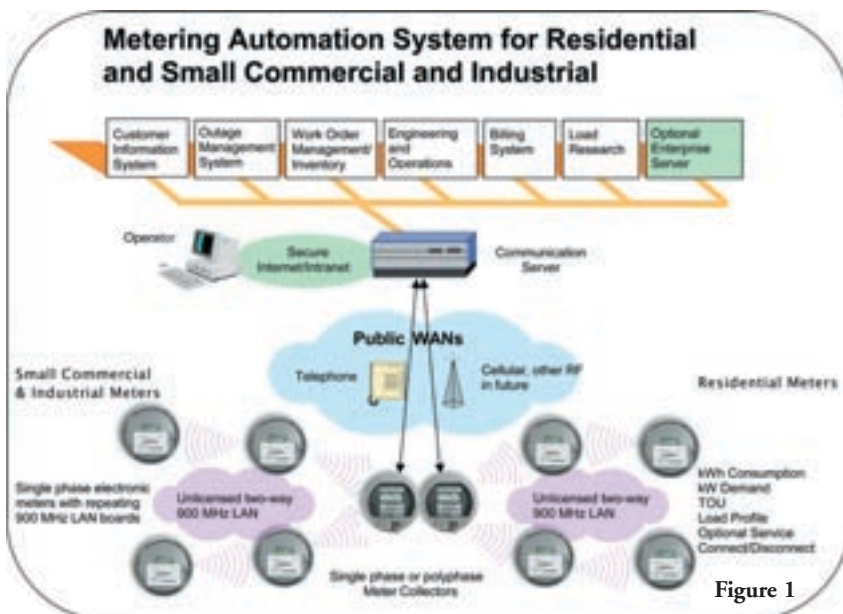 Metering Automation System for Residential
and Small Commercial and Industrial
Customer
Information
System
Outage
Management
System
Work Order
Management/
Inventory
Engineering
and
Operations
Billing
System
Load
Research
Optional
Enterprise
Server
Operator
Secure
Internet/Intranet
Communication
Server
Public WANs
Telephone
Cellular, other RF
in future
Small Commercial
& Industrial Meters
Residential Meters
Single phase electronic
meters with repeating
900 MHz LAN boards
Unlicensed two-way
900 MHz LAN
Unlicensed two-way
900 MHz LAN
kWh Consumption
kW Demand
TOU
Load Profile
Optional Service
Connect/Disconnect
Single phase or polyphase
Meter Collectors
Figure 1